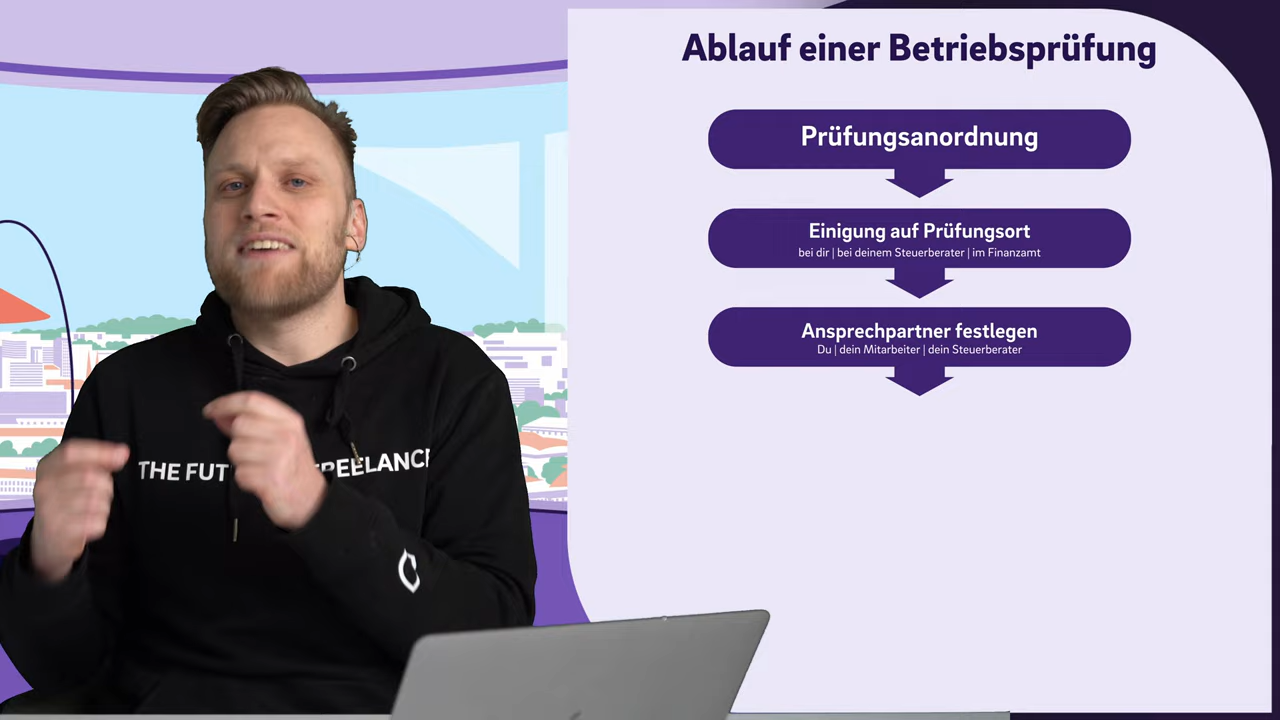 Ablauf einer Betriebsprüfung
Prüfungsanordnung
Einigung auf Prüfungsort
bei dir | bei deinem Steuerberater | im Finanzamt
Ansprechpartner festlegen
Du | dein Mitarbeiter | dein Steuerberater
THE FUT FREELANCE